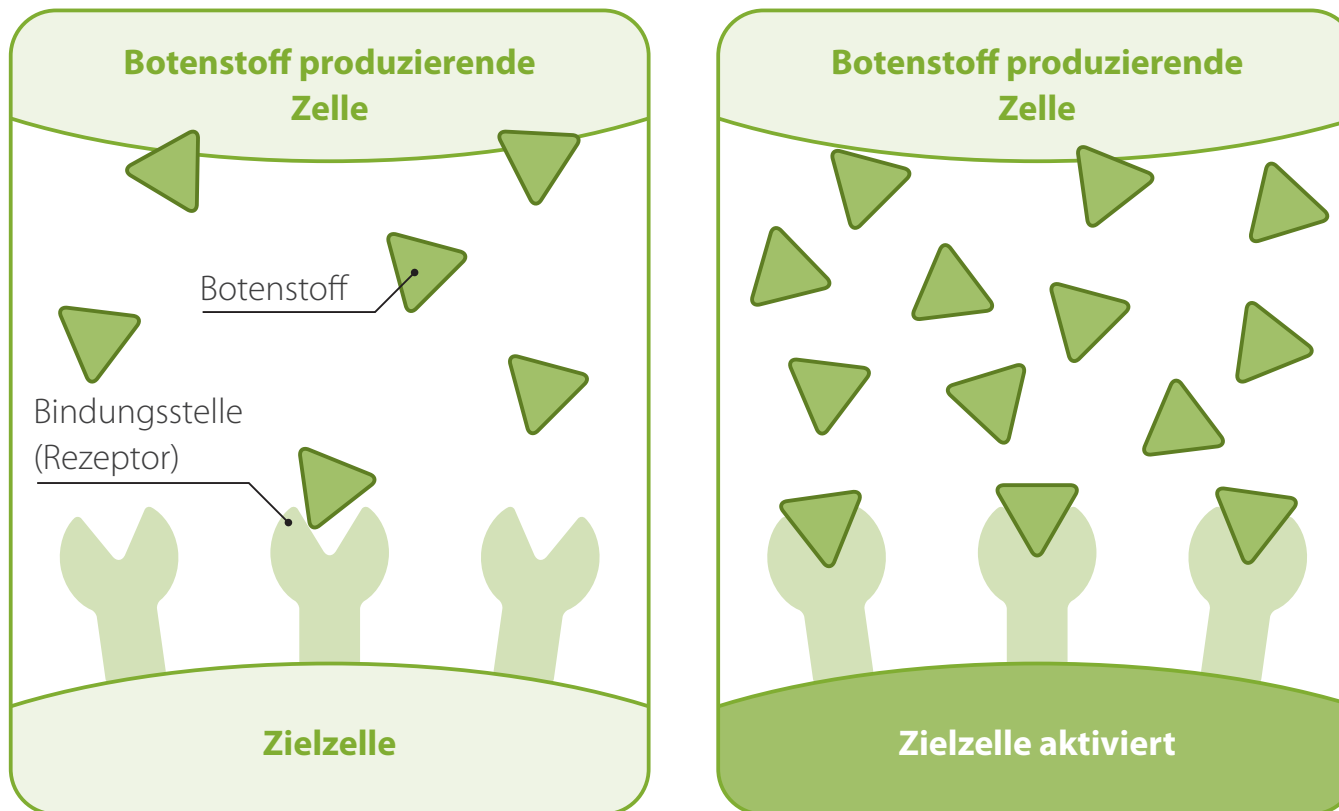 Botenstoff produzierende
Zelle
Botenstoff
Bindungsstelle
(Rezeptor)
Zielzelle
Botenstoff produzierende
Zelle
Zielzelle aktiviert